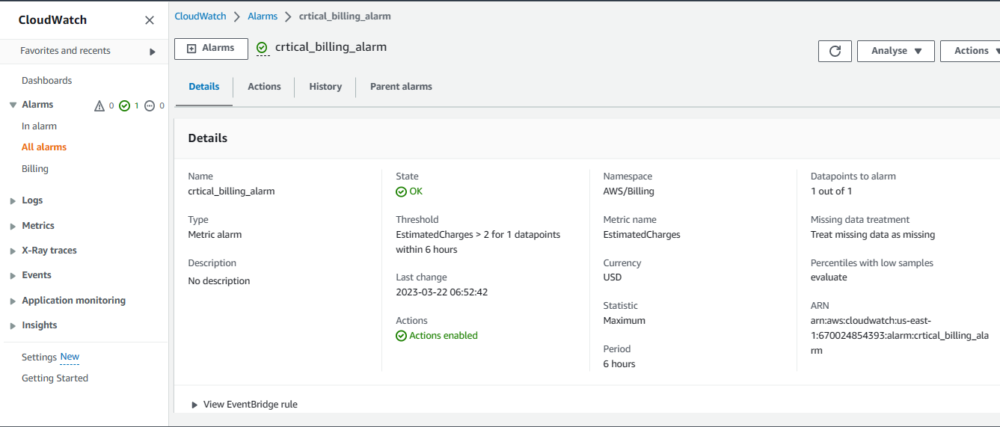 CloudWatch
Favorites and recents
Dashboards
Alarms 0 1 0
In alarm
All alarms
Billing
Logs
Metrics
X-Ray traces
Events
Application monitoring
Insights
Settings New
Getting Started
CloudWatch > Alarms > crtical_billing_alarm
Alarms
crtical_billing_alarm
Analyse
Actions
Details
Actions
History
Parent alarms
Details
Name
crtical_billing_alarm
Type
Metric alarm
Description
No description
State
OK
Threshold
EstimatedCharges > 2 for 1 datapoints
within 6 hours
Last change
2023-03-22 06:52:42
Actions
Actions enabled
Namespace
AWS/Billing
Metric name
EstimatedCharges
Currency
USD
Statistic
Maximum
Period
6 hours
Datapoints to alarm
1 out of 1
Missing data treatment
Treat missing data as missing
Percentiles with low samples
evaluate
ARN
arn:aws:cloudwatch:us-east-
1:670024854393:alarm:crtical_billing_ala
rm
View EventBridge rule